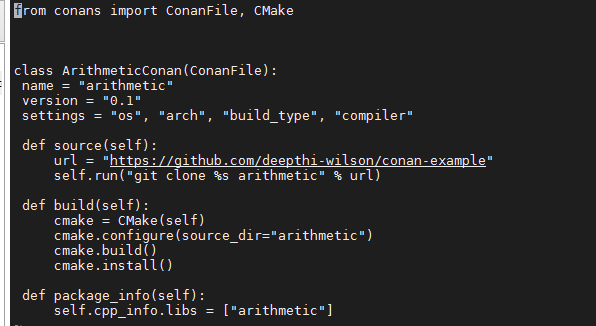 from conans import ConanFile, CMake
class ArithmeticConan(ConanFile):
name = "arithmetic"
version = "0.1"
settings = "os", "arch", "build_type", "compiler"
def source(self):
url = "https://github.com/deepthi-wilson/conan-example"
self.run("git clone %s arithmetic" % url)
def build(self):
cmake = CMake(self)
cmake.configure(source_dir="arithmetic")
cmake.build()
cmake.install()
def package_info(self):
self.cpp_info.libs = ["arithmetic"]